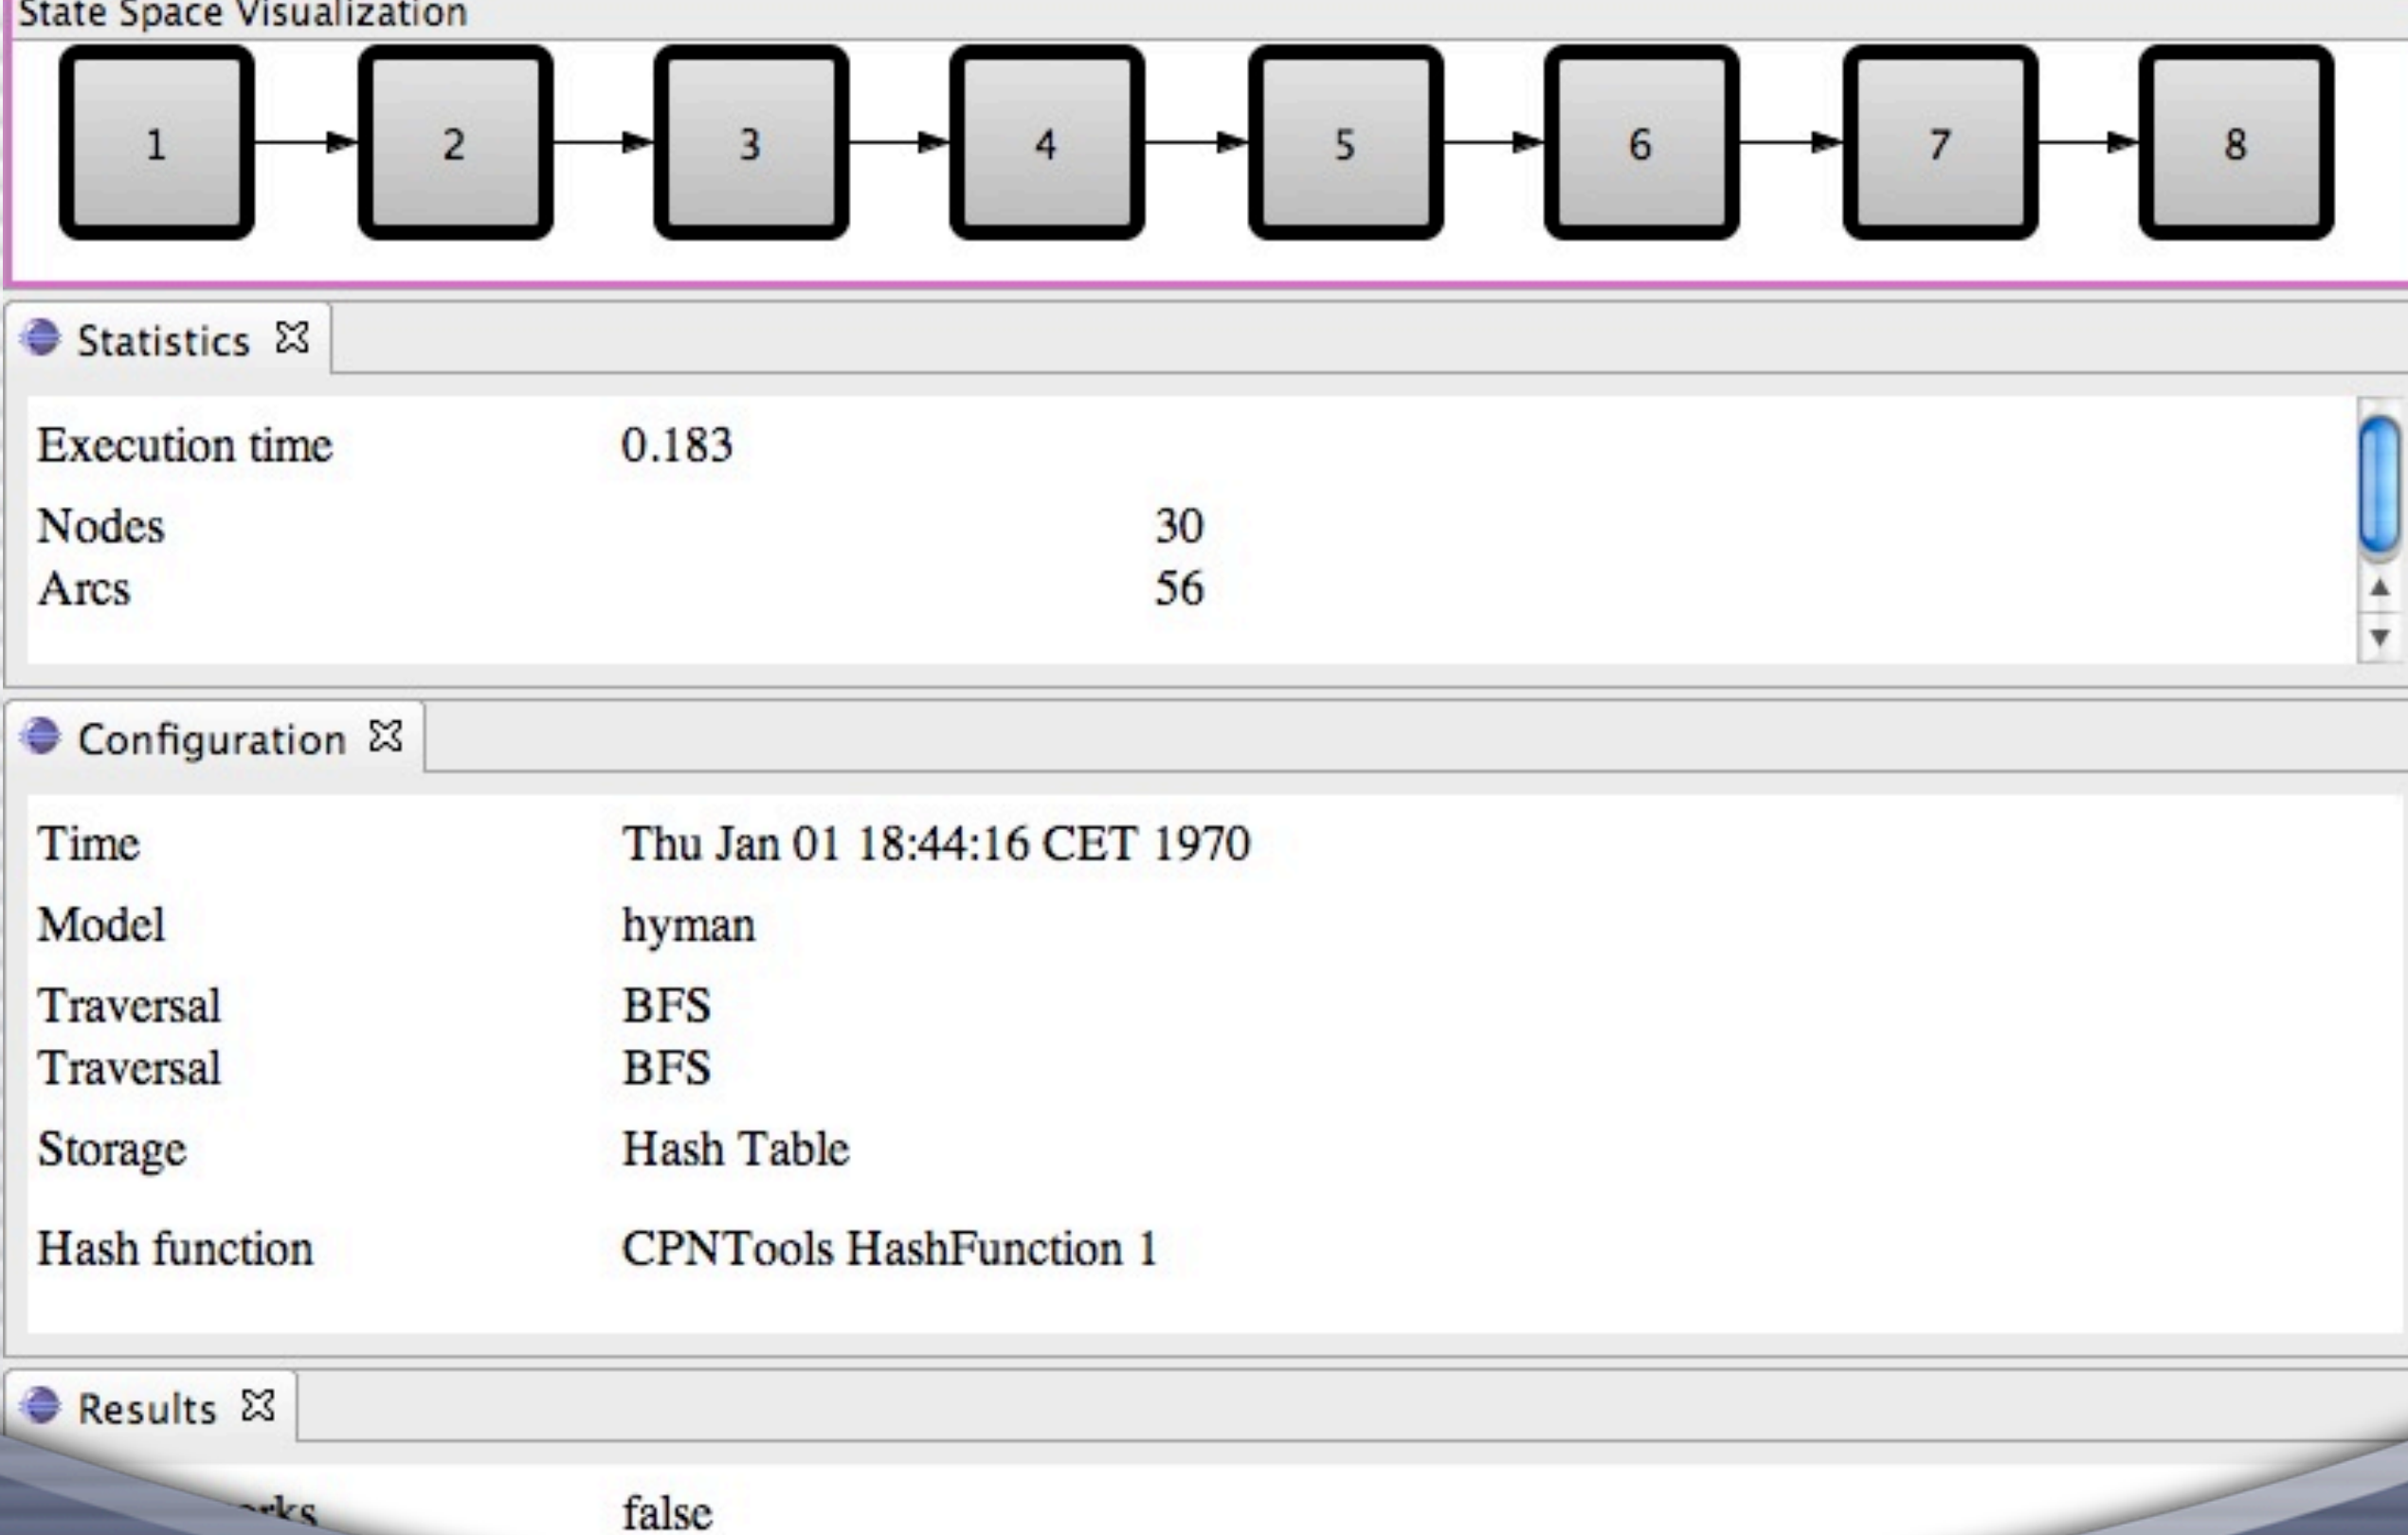 State Space Visualization
1 2 3 4 5 6 7 8
Statistics
Execution time 0.183
Nodes 30
Arcs 56
Configuration
Time Thu Jan 01 18:44:16 CET 1970
Model hyman
Traversal BFS
Traversal BFS
Storage Hash Table
Hash function CPNTools HashFunction 1
Results
false